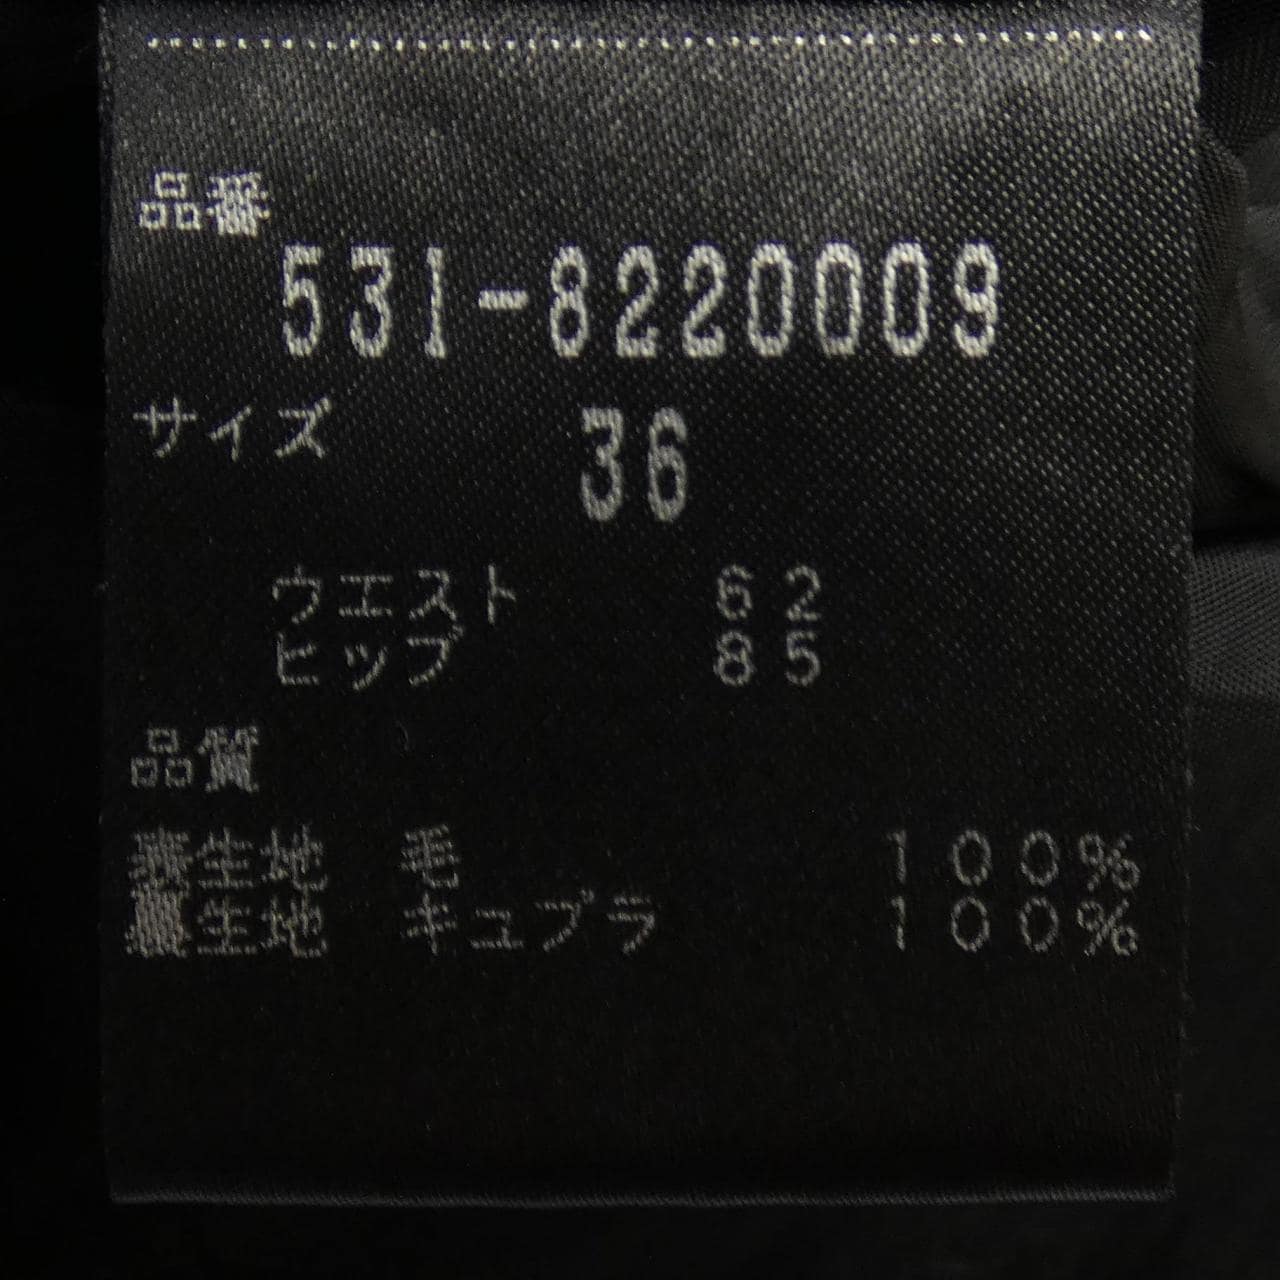 品番
531-8220009
サイズ 36
ウエスト 62
ヒップ 85
品質
表生地 毛 100%
裏生地 キュプラ 100%